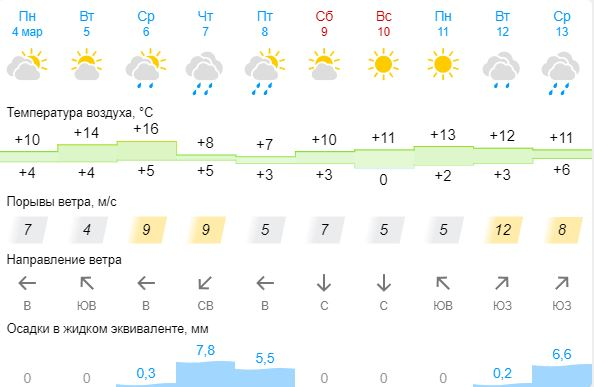 Пн Вт Ср Чт Пт Сб Вс Пн Вт Ср
4 мар 5 6 7 8 9 10 11 12 13
Температура воздуха, °C
+10 +14 +16 +8 +7 +10 +11 +13 +12 +11
+4 +4 +5 +5 +3 +3 0 +2 +3 +6
Порывы ветра, м/с
7 4 9 9 5 7 5 5 12 8
Направление ветра
В ЮВ В СВ В С С ЮВ ЮЗ ЮЗ
Осадки в жидком эквиваленте, мм
0 0 0,3 7,8 5,5 0 0 0 0,2 6,6